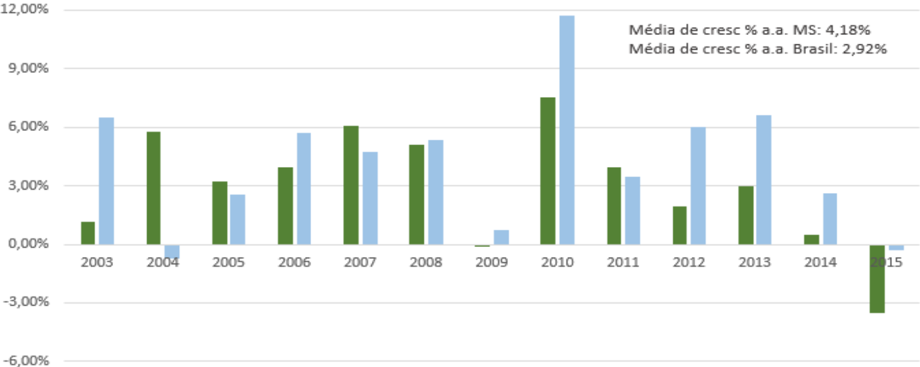 12,00%
Média de cresc % a.a. MS: 4,18%
Média de cresc % a.a. Brasil: 2,92%
9,00%
6,00%
3,00%
0,00%
2003 2004 2005 2006 2007 2008 2009 2010 2011 2012 2013 2014 2015
-3,00%
-6,00%